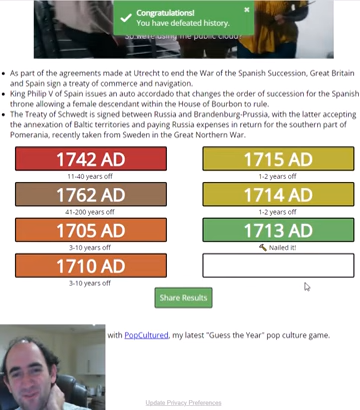 Congratulations!
You have defeated history.
So we're using the public cloud?
As part of the agreements made at Utrecht to end the War of the Spanish Succession, Great Britain
and Spain sign a treaty of commerce and navigation.
King Philip V of Spain issues an auto accordado that changes the order of succession for the Spanish
throne allowing a female descendant within the House of Bourbon to rule.
The Treaty of Schwedt is signed between Russia and Brandenburg-Prussia, with the latter accepting
the annexation of Baltic territories and paying Russia expenses in return for the southern part of
Pomerania, recently taken from Sweden in the Great Northern War.
1742 AD
11-40 years off
1762 AD
41-200 years off
1705 AD
3-10 years off
1710 AD
3-10 years off
1715 AD
1-2 years off
1714 AD
1-2 years off
1713 AD
Nailed it!
Share Results
with PopCultured, my latest "Guess the Year" pop culture game.
Update Privacy Preferences